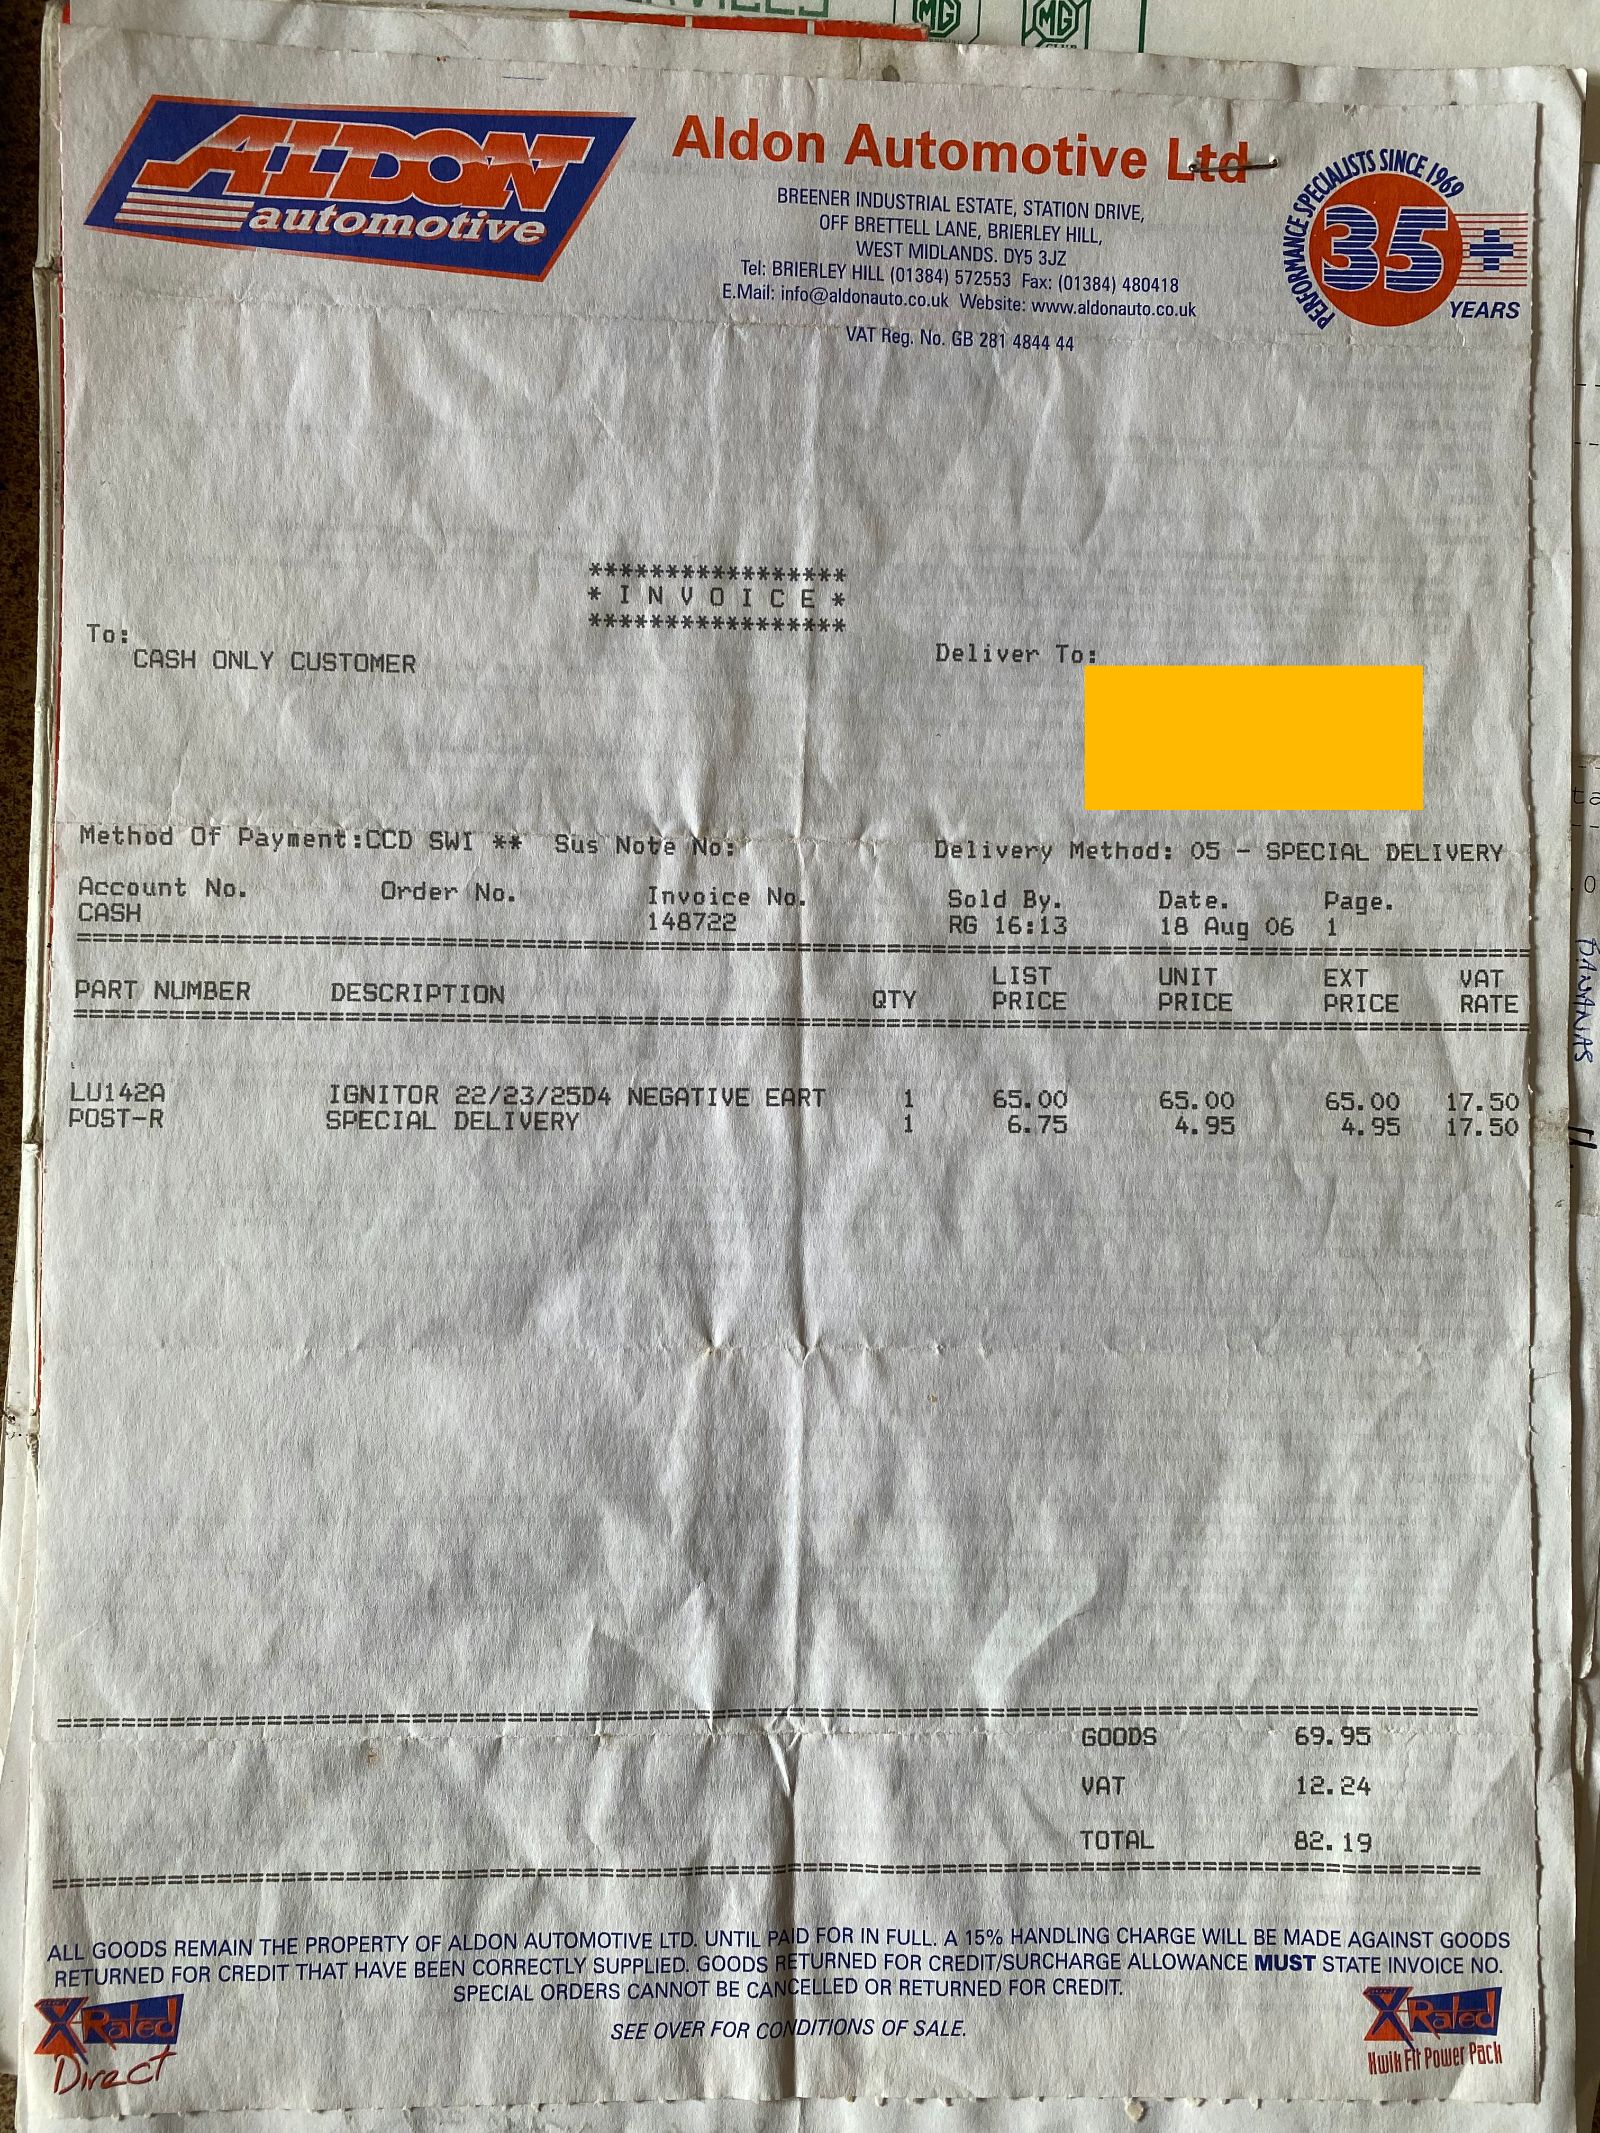 ALDON
automotive
Aldon Automotive Ltd
BREENER INDUSTRIAL ESTATE, STATION DRIVE,
OFF BRETTELL LANE, BRIERLEY HILL,
WEST MIDLANDS. DY5 3JZ
Tel: BRIERLEY HILL (01384) 572553 Fax: (01384) 480418
E.Mail: info@aldonauto.co.uk Website: www.aldonauto.co.uk
VAT Reg. No. GB 281 4844 44
PERFORMANCE SPECIALISTS SINCE 1969
35+
YEARS
MG
MG
*****************
* I N V O I C E *
*****************
To:
CASH ONLY CUSTOMER
Deliver To:
Method Of Payment:CCD SWI ** Sus Note No:
Delivery Method: 05 - SPECIAL DELIVERY
Account No. Order No. Invoice No. Sold By. Date. Page.
CASH 148722 RG 16:13 18 Aug 06 1
LIST UNIT EXT VAT
PART NUMBER DESCRIPTION QTY PRICE PRICE PRICE RATE
LU142A IGNITOR 22/23/25D4 NEGATIVE EART 1 65.00 65.00 65.00 17.50
POST-R SPECIAL DELIVERY 1 6.75 4.95 4.95 17.50
GOODS 69.95
VAT 12.24
TOTAL 82.19
ALL GOODS REMAIN THE PROPERTY OF ALDON AUTOMOTIVE LTD. UNTIL PAID FOR IN FULL. A 15% HANDLING CHARGE WILL BE MADE AGAINST GOODS
RETURNED FOR CREDIT THAT HAVE BEEN CORRECTLY SUPPLIED. GOODS RETURNED FOR CREDIT/SURCHARGE ALLOWANCE MUST STATE INVOICE NO.
SPECIAL ORDERS CANNOT BE CANCELLED OR RETURNED FOR CREDIT.
SEE OVER FOR CONDITIONS OF SALE.
X-Rated
Direct
X-Rated
Kwik Fit Power Pack
BANANAS